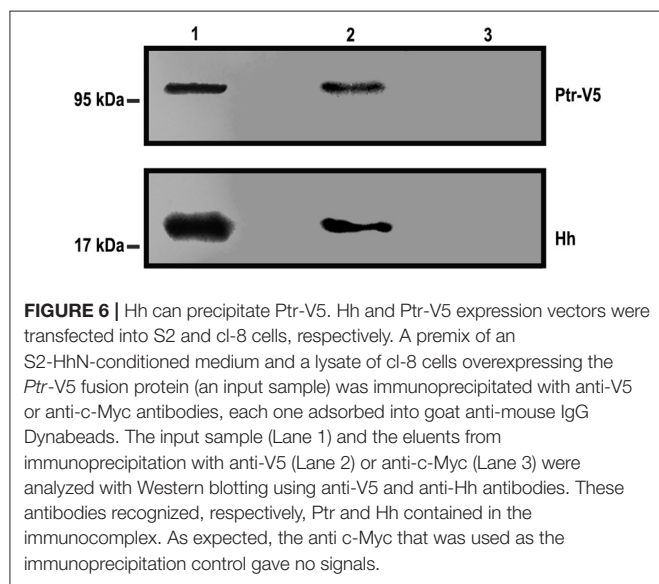 1 2 3
95 kDa Ptr-V5
17 kDa Hh
FIGURE 6 | Hh can precipitate Ptr-V5. Hh and Ptr-V5 expression vectors were
transfected into S2 and cl-8 cells, respectively. A premix of an
S2-HhN-conditioned medium and a lysate of cl-8 cells overexpressing the
Ptr-V5 fusion protein (an input sample) was immunoprecipitated with anti-V5
or anti-c-Myc antibodies, each one adsorbed into goat anti-mouse IgG
Dynabeads. The input sample (Lane 1) and the eluents from
immunoprecipitation with anti-V5 (Lane 2) or anti-c-Myc (Lane 3) were
analyzed with Western blotting using anti-V5 and anti-Hh antibodies. These
antibodies recognized, respectively, Ptr and Hh contained in the
immunocomplex. As expected, the anti c-Myc that was used as the
immunoprecipitation control gave no signals.